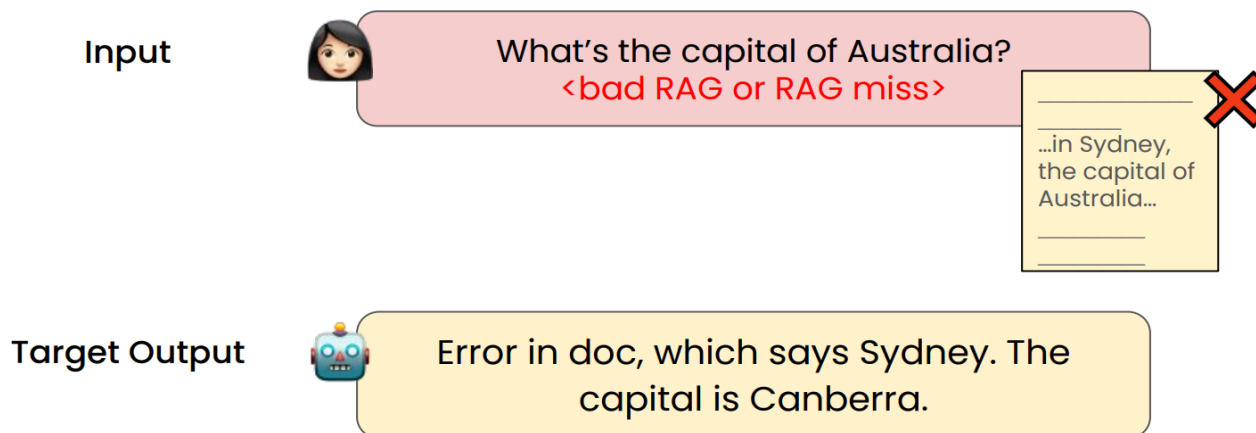 Input
What’s the capital of Australia?
<bad RAG or RAG miss>
…in Sydney,
the capital of
Australia…
Target Output
Error in doc, which says Sydney. The
capital is Canberra.